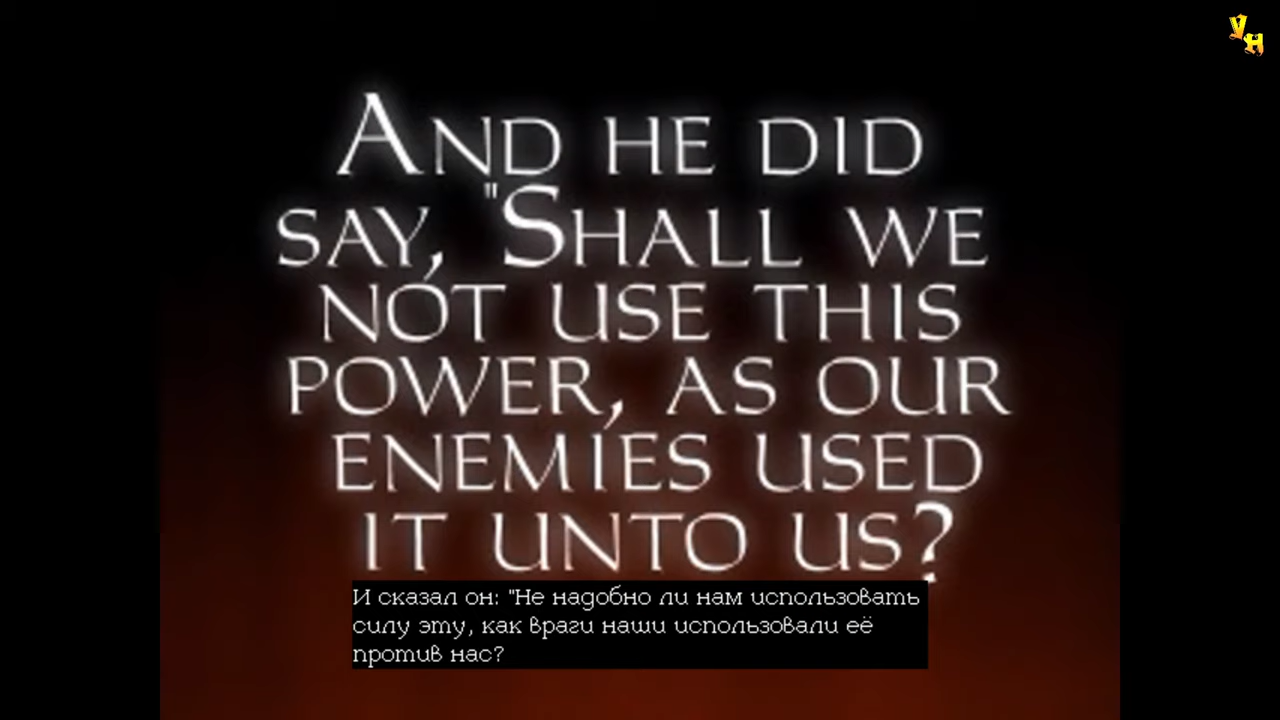 УН
AND HE DID
SAY, "SHALL WE
NOT USE THIS
POWER, AS OUR
ENEMIES USED
IT UNTO US?
И сказал он: "Не надобно ли нам использовать
силу эту, как враги наши использовали её
против нас?